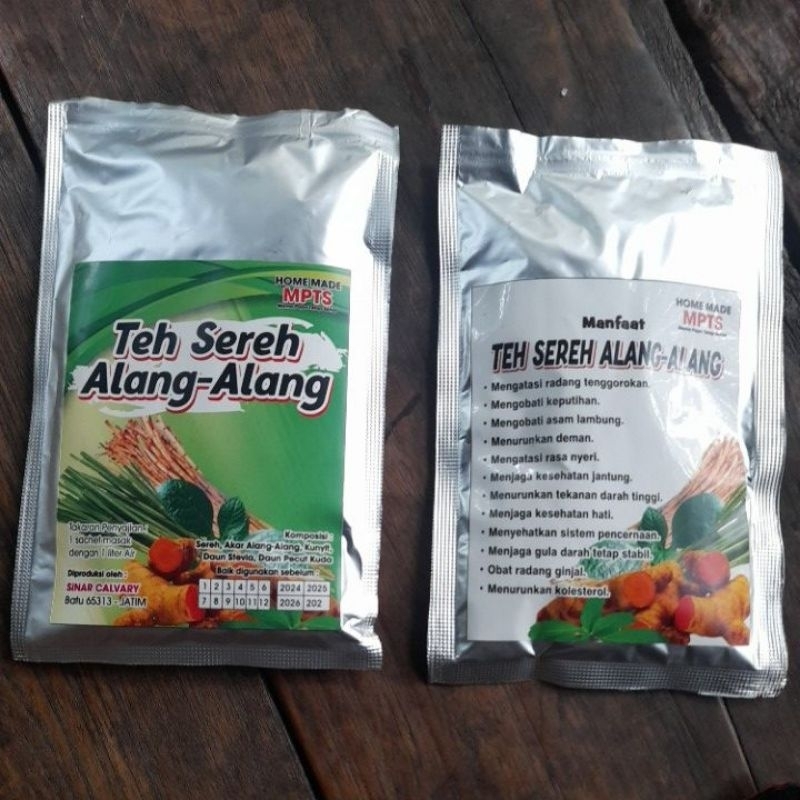 HOME MADE
MPTS
Teh Sereh
Alang-Alang
Takaran Penyajian :
1 sachet masak
dengan 1 liter Air
Komposisi
Sereh, Akar Alang-Alang, Kunyit,
Daun Stevia, Daun Pecut Kuda
Baik digunakan sebelum :
1 2 3 4 5 6 2024 2025
7 8 9 10 11 12 2026 202
Diproduksi oleh :
SINAR CALVARY
Batu 65313 - JATIM
HOME MADE
MPTS
Manfaat
TEH SEREH ALANG-ALANG
• Mengatasi radang tenggorokan.
• Mengobati keputihan.
• Mengobati asam lambung.
• Menurunkan deman.
• Mengatasi rasa nyeri.
• Menjaga kesehatan jantung.
• Menurunkan tekanan darah tinggi.
• Menjaga kesehatan hati.
• Menyehatkan sistem pencernaan.
• Menjaga gula darah tetap stabil.
• Obat radang ginjal.
• Menurunkan kolesterol.